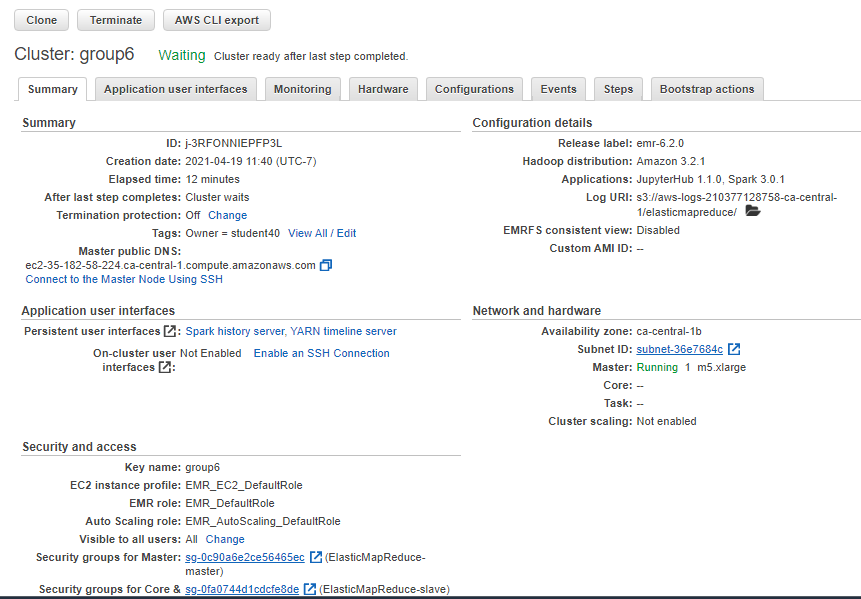 Clone Terminate AWS CLI export
Cluster: group6 Waiting Cluster ready after last step completed.
Summary Application user interfaces Monitoring Hardware Configurations Events Steps Bootstrap actions
Summary
ID: j-3RFONNIEPFP3L
Creation date: 2021-04-19 11:40 (UTC-7)
Elapsed time: 12 minutes
After last step completes: Cluster waits
Termination protection: Off Change
Tags: Owner = student40 View All / Edit
Master public DNS:
ec2-35-182-58-224.ca-central-1.compute.amazonaws.com
Connect to the Master Node Using SSH
Configuration details
Release label: emr-6.2.0
Hadoop distribution: Amazon 3.2.1
Applications: JupyterHub 1.1.0, Spark 3.0.1
Log URI: s3://aws-logs-210377128758-ca-central-
1/elasticmapreduce/
EMRFS consistent view: Disabled
Custom AMI ID: --
Application user interfaces
Persistent user interfaces : Spark history server, YARN timeline server
On-cluster user Not Enabled Enable an SSH Connection
interfaces :
Network and hardware
Availability zone: ca-central-1b
Subnet ID: subnet-36e7684c
Master: Running 1 m5.xlarge
Core: --
Task: --
Cluster scaling: Not enabled
Security and access
Key name: group6
EC2 instance profile: EMR_EC2_DefaultRole
EMR role: EMR_DefaultRole
Auto Scaling role: EMR_AutoScaling_DefaultRole
Visible to all users: All Change
Security groups for Master: sg-0c90a6e2ce56465ec (ElasticMapReduce-
master)
Security groups for Core & sg-0fa0744d1cdcfe8de (ElasticMapReduce-slave)